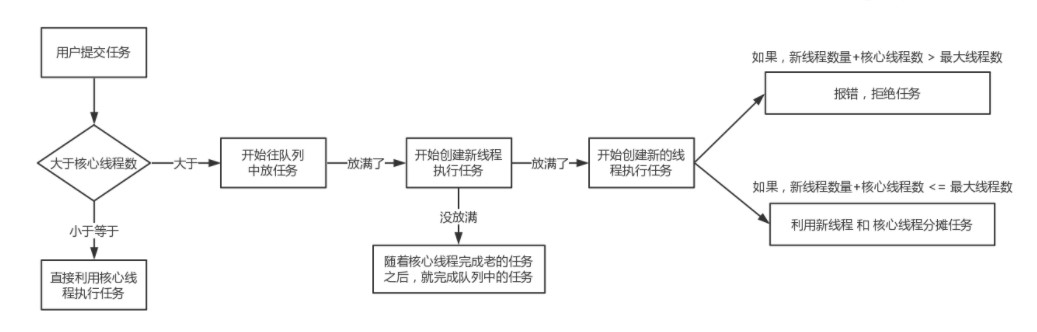 用户提交任务
大于核心线程数
大于
小于等于
直接利用核心线
程执行任务
开始往队列
中放任务
放满了
开始创建新线程
执行任务
没放满
随着核心线程完成老的任务
之后，就完成队列中的任务
放满了
开始创建新的线
程执行任务
如果，新线程数量+核心线程数 > 最大线程数
报错，拒绝任务
如果，新线程数量+核心线程数 <= 最大线程数
利用新线程 和 核心线程分摊任务